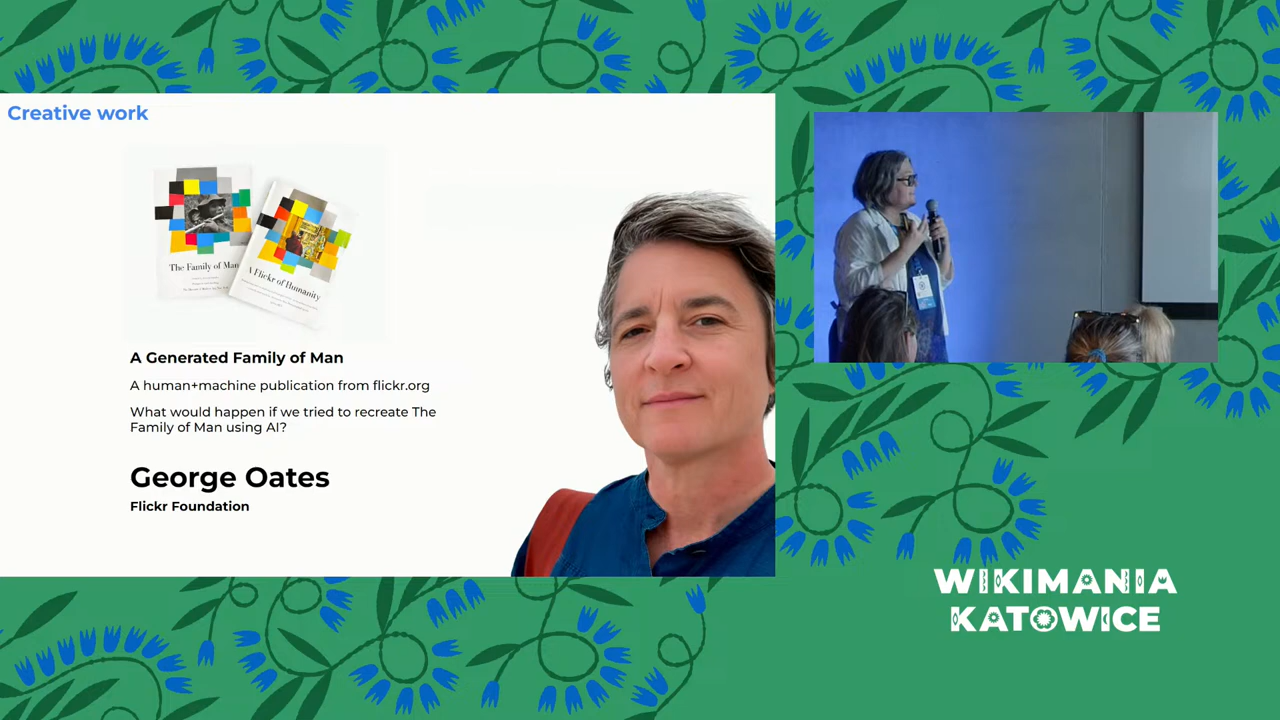 Creative work
The Family of Man
A Flickr of Humanity
A Generated Family of Man
A human+machine publication from flickr.org
What would happen if we tried to recreate The
Family of Man using AI?
George Oates
Flickr Foundation
WIKIMANIA
KATOWICE